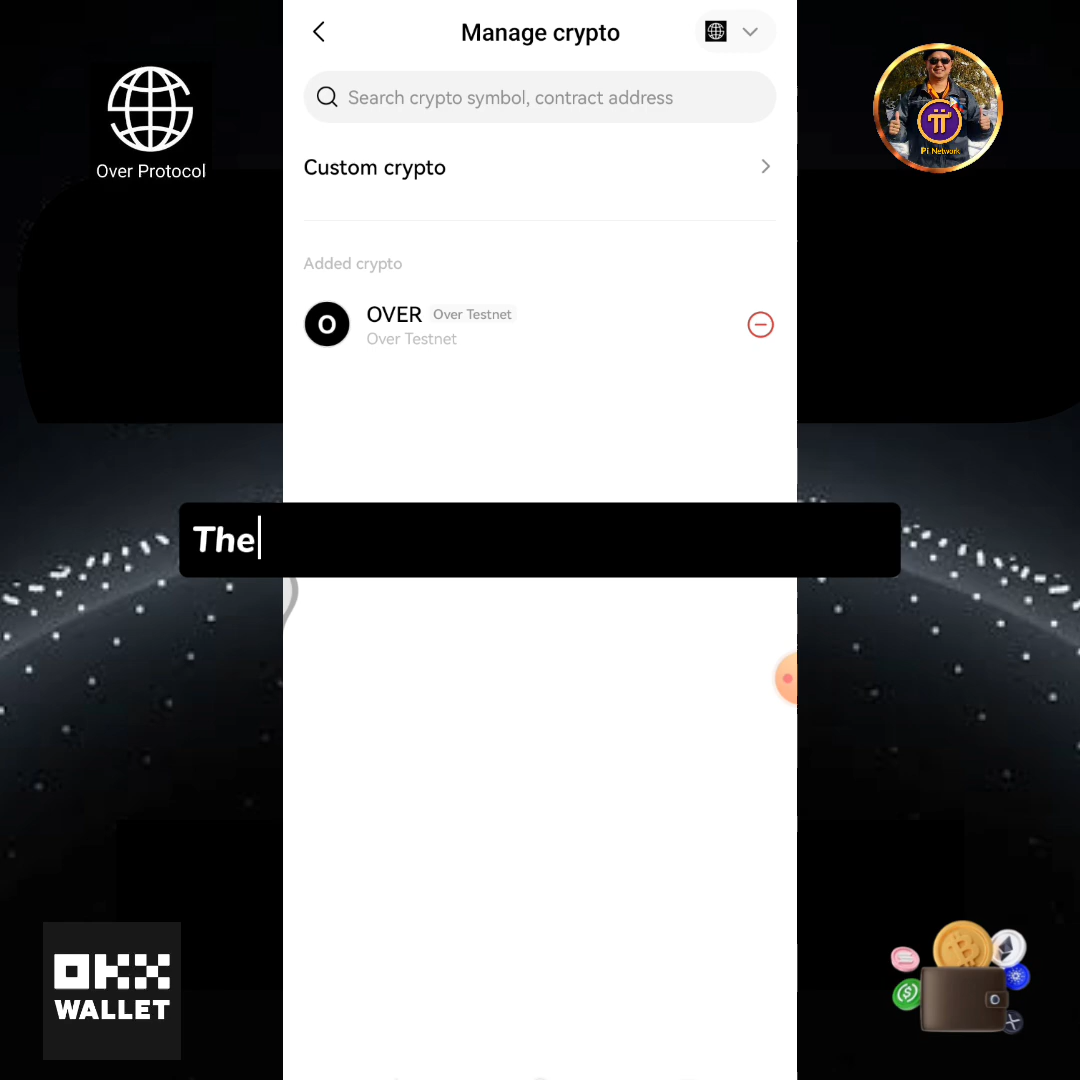 Manage crypto
Over Protocol
Search crypto symbol, contract address
Pi Network
Custom crypto
Added crypto
O
OVER Over Testnet
Over Testnet
The
OKX
WALLET